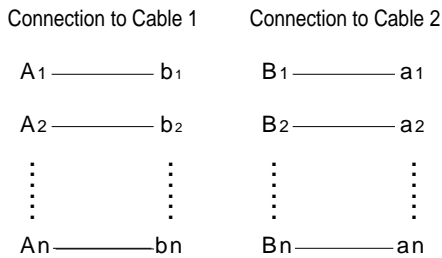 Connection to Cable 1 Connection to Cable 2
A1 b1 B1 a1
A2 b2 B2 a2
An bn Bn an